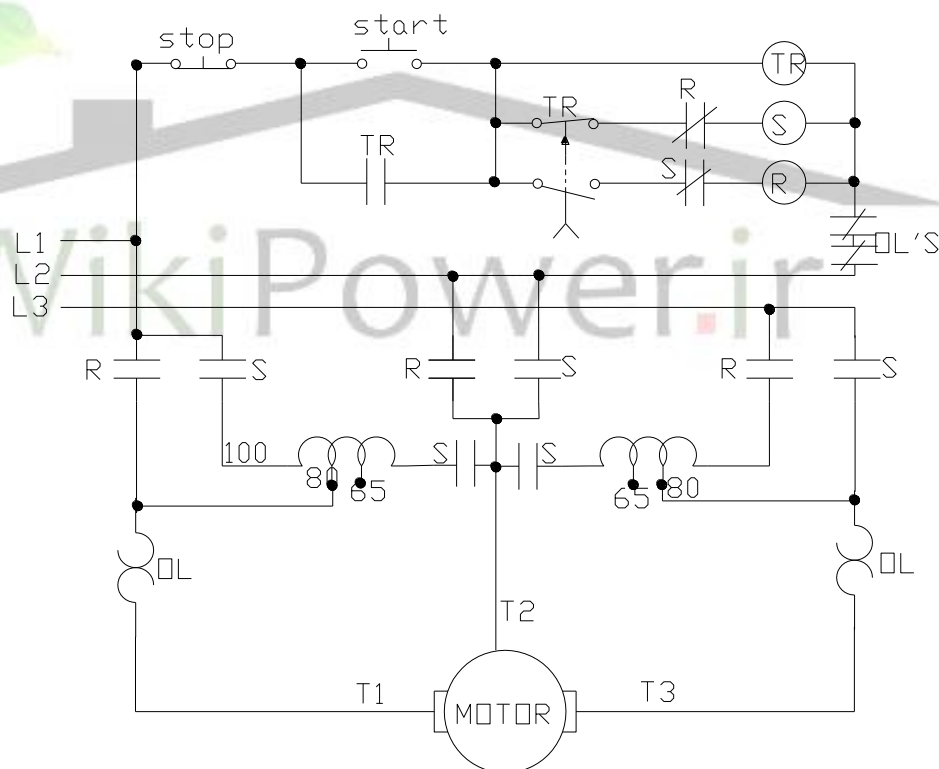 stop
start
TR
TR
R
S
TR
S
R
L1
OL'S
L2
L3
WikiPower.ir
R
S
R
S
R
S
100
80
65
S
S
65
80
OL
OL
T2
T1
T3
MOTOR